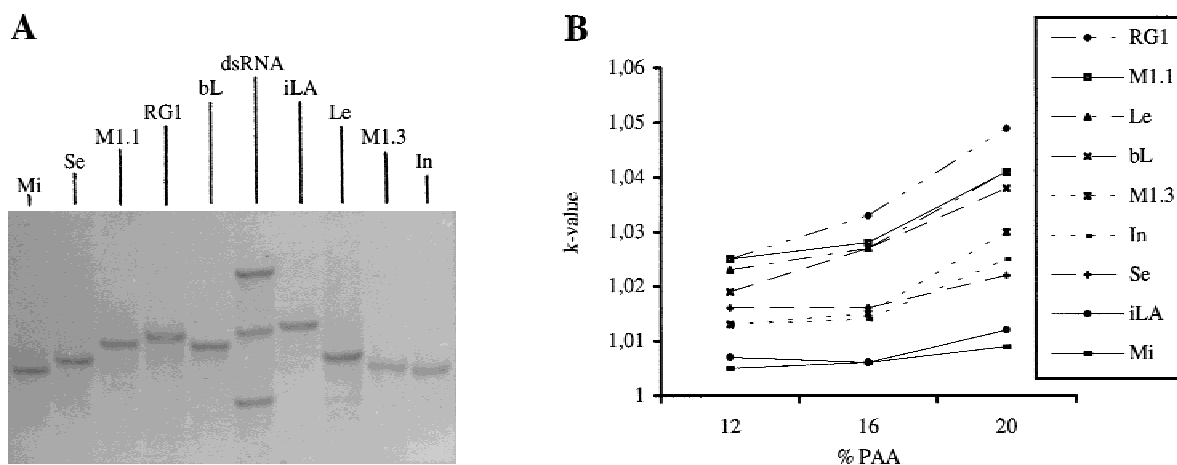 A
dsRNA
bL
iLA
RG1
Le
M1.1
M1.3
Se
In
Mi
B
1,06
1,05
1,04
1,03
1,02
1,01
1
k-value
12
16
20
% PAA
RG1
M1.1
Le
bL
M1.3
In
Se
iLA
Mi